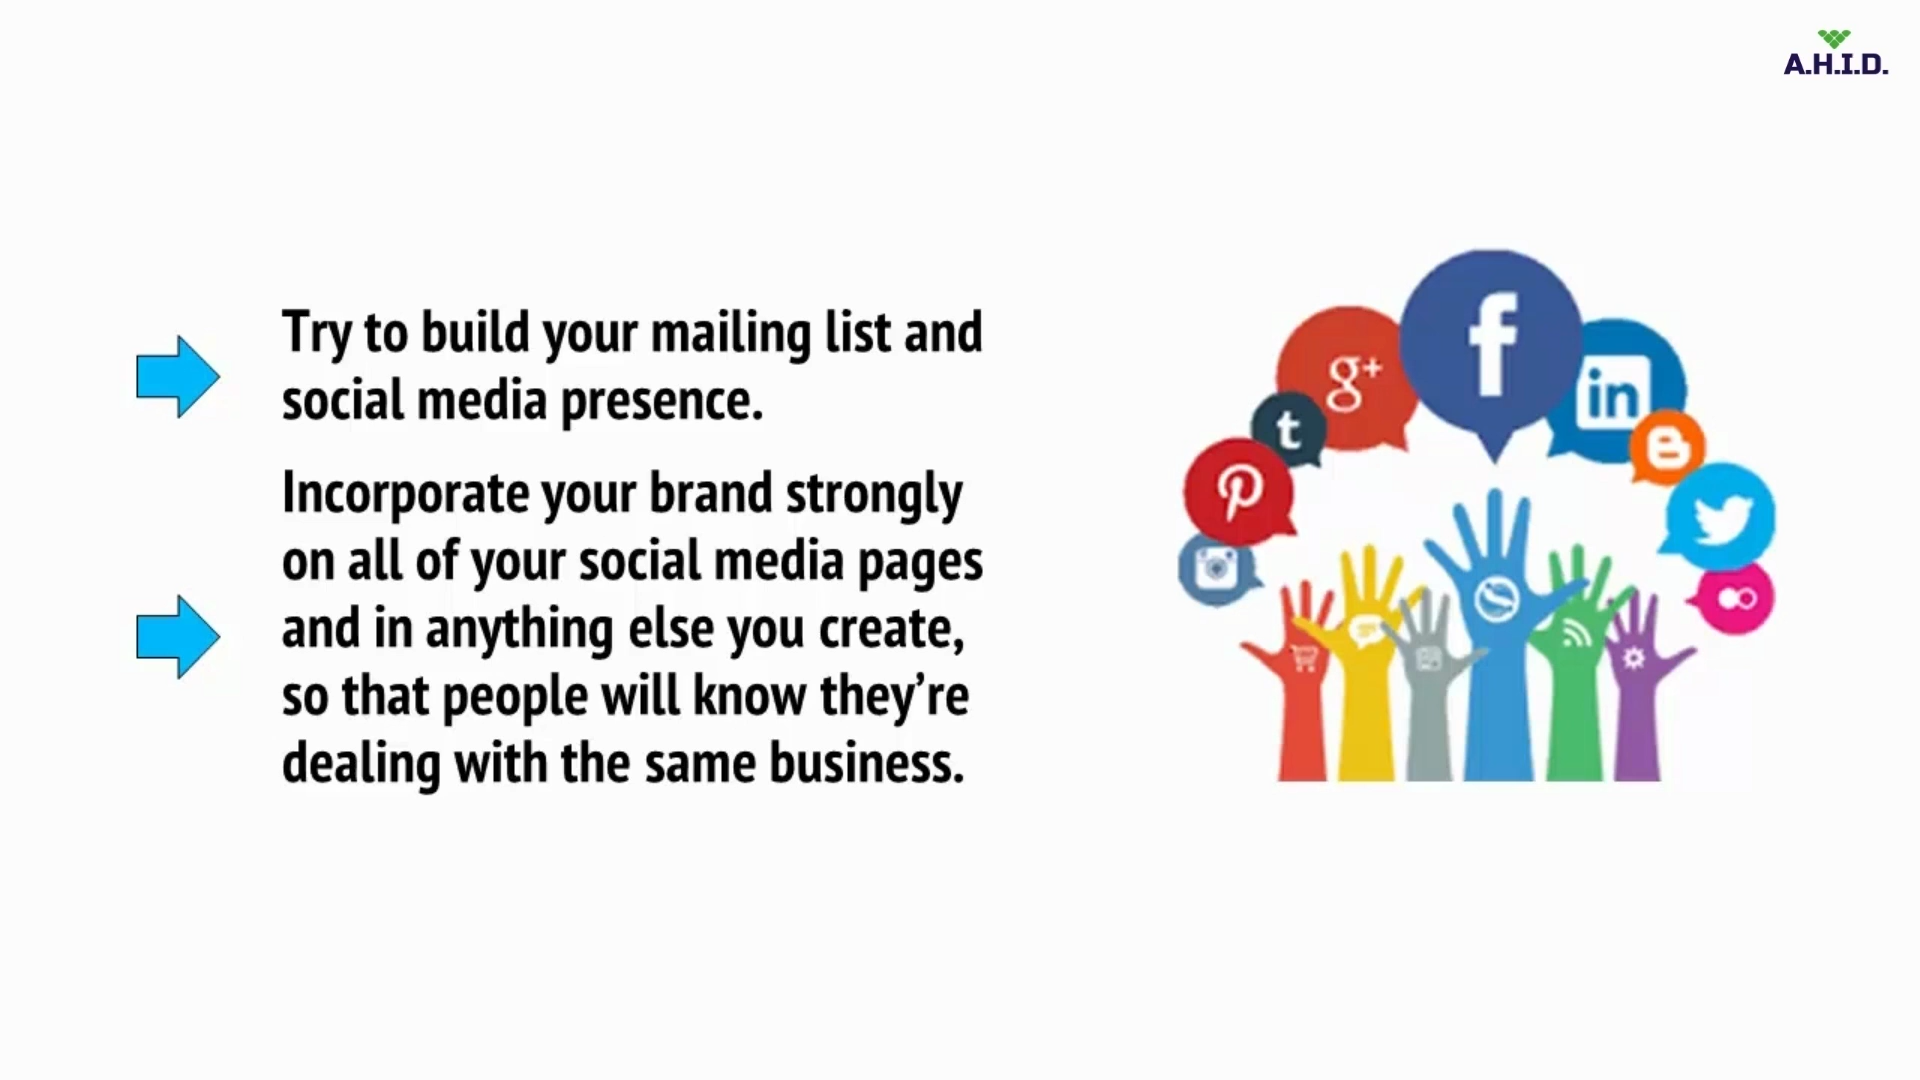 A.H.I.D.
Try to build your mailing list and
social media presence.
Incorporate your brand strongly
on all of your social media pages
and in anything else you create,
so that people will know they’re
dealing with the same business.
g+
f
in
t